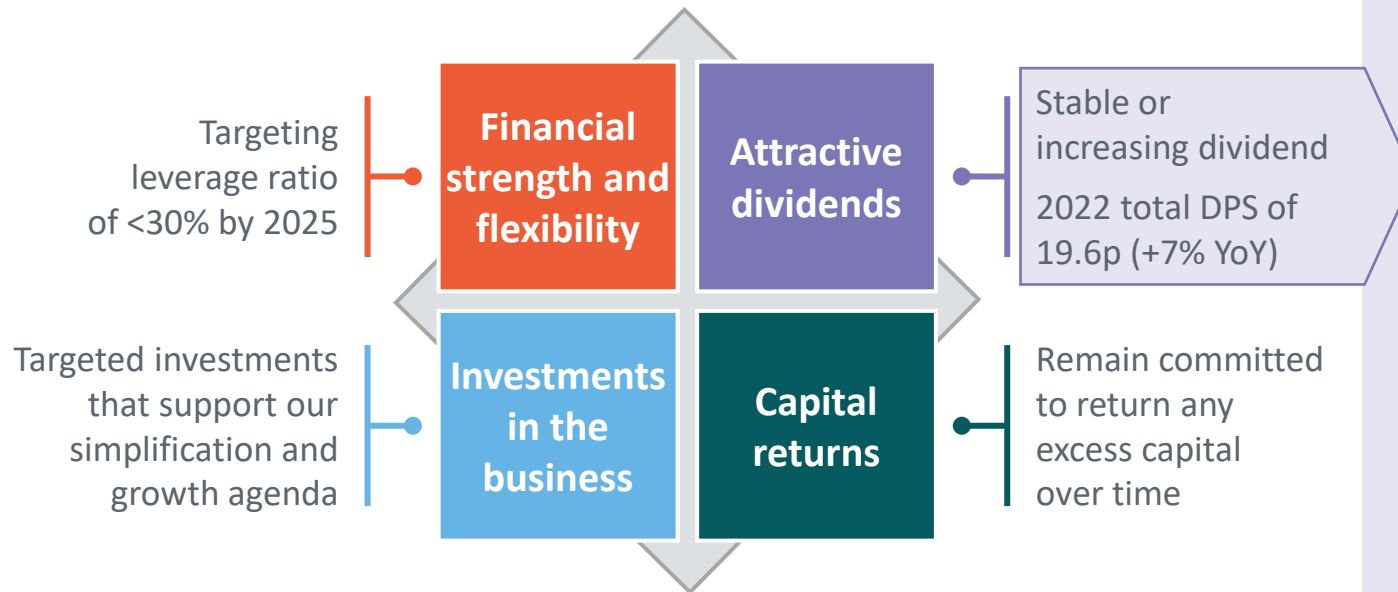 Targeting
leverage ratio
of <30% by 2025
Financial
strength and
flexibility
Attractive
dividends
Stable or
increasing dividend
2022 total DPS of
19.6p (+7% YoY)
Targeted investments
that support our
simplification and
growth agenda
Investments
in the
business
Capital
returns
Remain committed
to return any
excess capital
over time